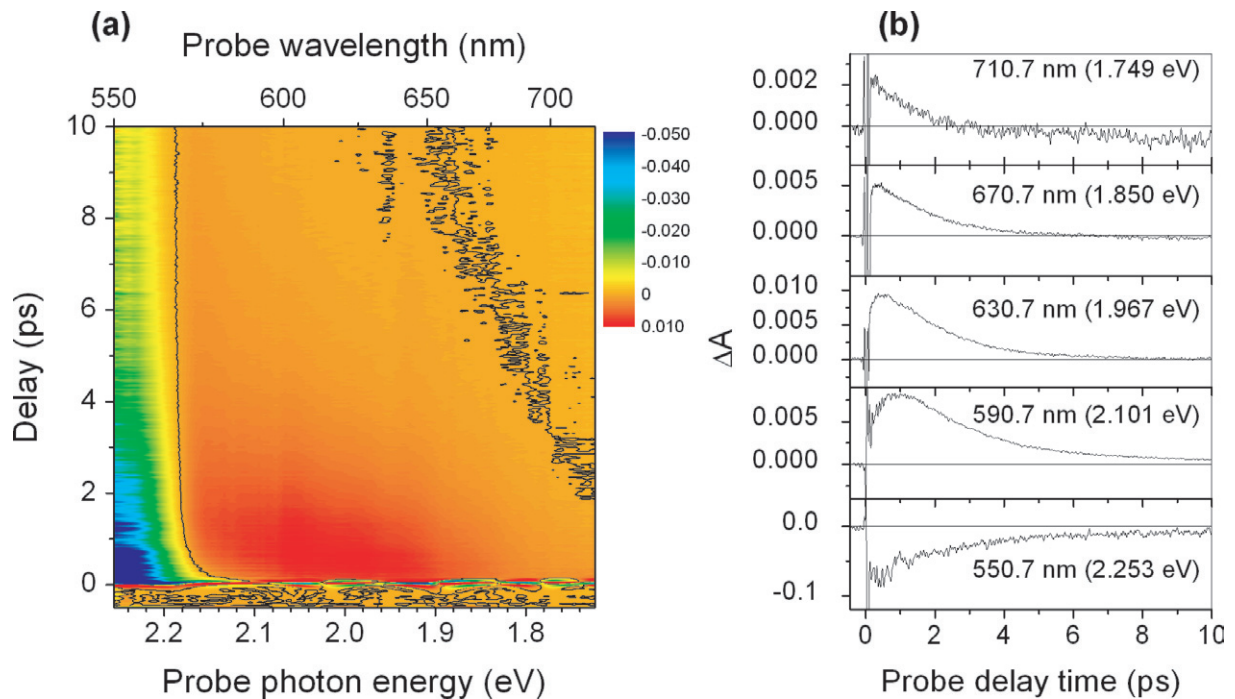 (a)
Probe wavelength (nm)
550 600 650 700
10
8
6
4
2
0
Delay (ps)
-0.050
-0.040
-0.030
-0.020
-0.010
0
0.010
2.2 2.1 2.0 1.9 1.8
Probe photon energy (eV)
(b)
710.7 nm (1.749 eV)
0.002
0.000
670.7 nm (1.850 eV)
0.005
0.000
630.7 nm (1.967 eV)
0.010
0.005
0.000
590.7 nm (2.101 eV)
0.005
0.000
550.7 nm (2.253 eV)
0.0
-0.1
ΔA
0 2 4 6 8 10
Probe delay time (ps)